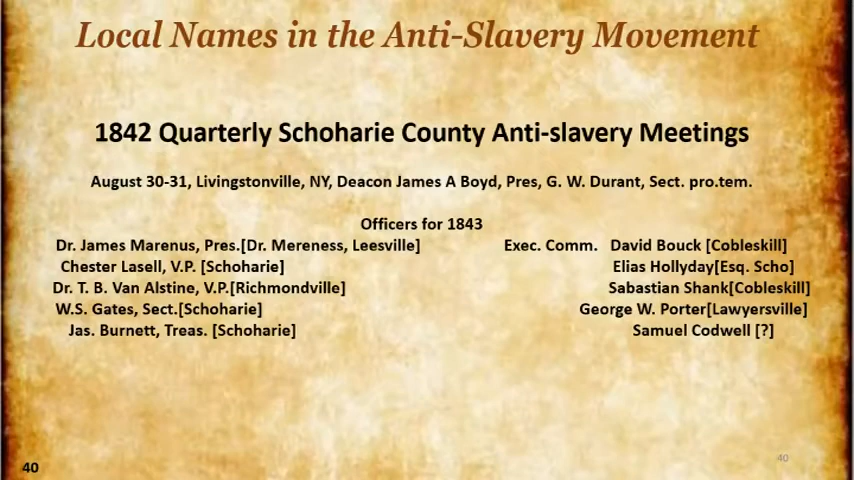 Local Names in the Anti-Slavery Movement
1842 Quarterly Schoharie County Anti-slavery Meetings
August 30-31, Livingstonville, NY, Deacon James A Boyd, Pres, G. W. Durant, Sect. pro.tem.
Officers for 1843
Dr. James Marenus, Pres.[Dr. Mereness, Leesville]
Chester Lasell, V.P. [Schoharie]
Dr. T. B. Van Alstine, V.P.[Richmondville]
W.S. Gates, Sect.[Schoharie]
Jas. Burnett, Treas. [Schoharie]
Exec. Comm. David Bouck [Cobleskill]
Elias Hollyday[Esq. Scho]
Sabastian Shank[Cobleskill]
George W. Porter[Lawyersville]
Samuel Codwell [?]
40
40